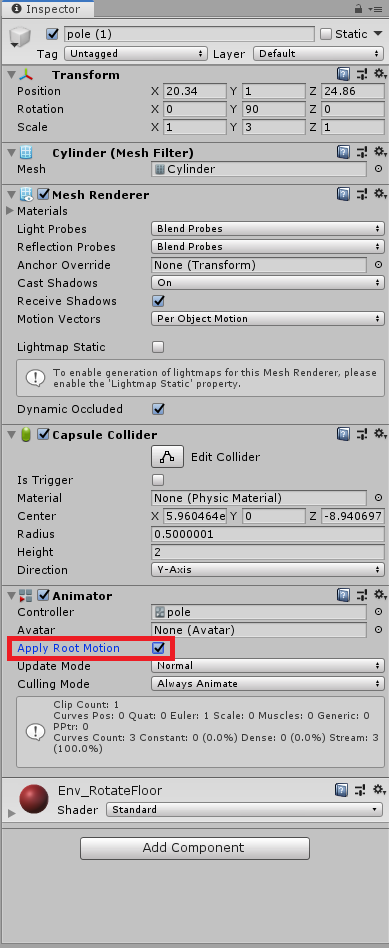 Inspector
pole (1) Static
Tag Untagged Layer Default
Transform
Position X 20.34 Y 1 Z 24.86
Rotation X 0 Y 90 Z 0
Scale X 1 Y 3 Z 1
Cylinder (Mesh Filter)
Mesh Cylinder
Mesh Renderer
Materials
Light Probes Blend Probes
Reflection Probes Blend Probes
Anchor Override None (Transform)
Cast Shadows On
Receive Shadows
Motion Vectors Per Object Motion
Lightmap Static
To enable generation of lightmaps for this Mesh Renderer, please
enable the 'Lightmap Static' property.
Dynamic Occluded
Capsule Collider
Edit Collider
Is Trigger
Material None (Physic Material)
Center X 5.960464e Y 0 Z -8.940697
Radius 0.5000001
Height 2
Direction Y-Axis
Animator
Controller pole
Avatar None (Avatar)
Apply Root Motion
Update Mode Normal
Culling Mode Always Animate
Clip Count: 1
Curves Pos: 0 Quat: 0 Euler: 1 Scale: 0 Muscles: 0 Generic: 0
PPtr: 0
Curves Count: 3 Constant: 0 (0.0%) Dense: 0 (0.0%) Stream: 3
(100.0%)
Env_RotateFloor
Shader Standard
Add Component